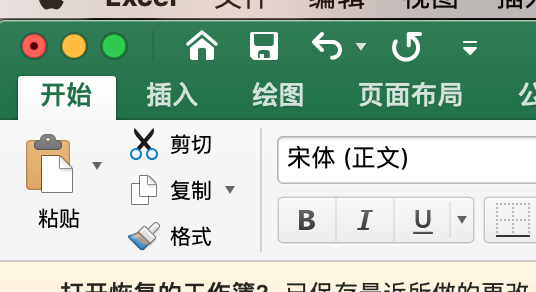 Excel 文件 编辑 视图 插入
开始 插入 绘图 页面布局 公
剪切
宋体 (正文)
复制
粘贴
B I U
格式
打开恢复的工作簿? 已保存最近所做的更改